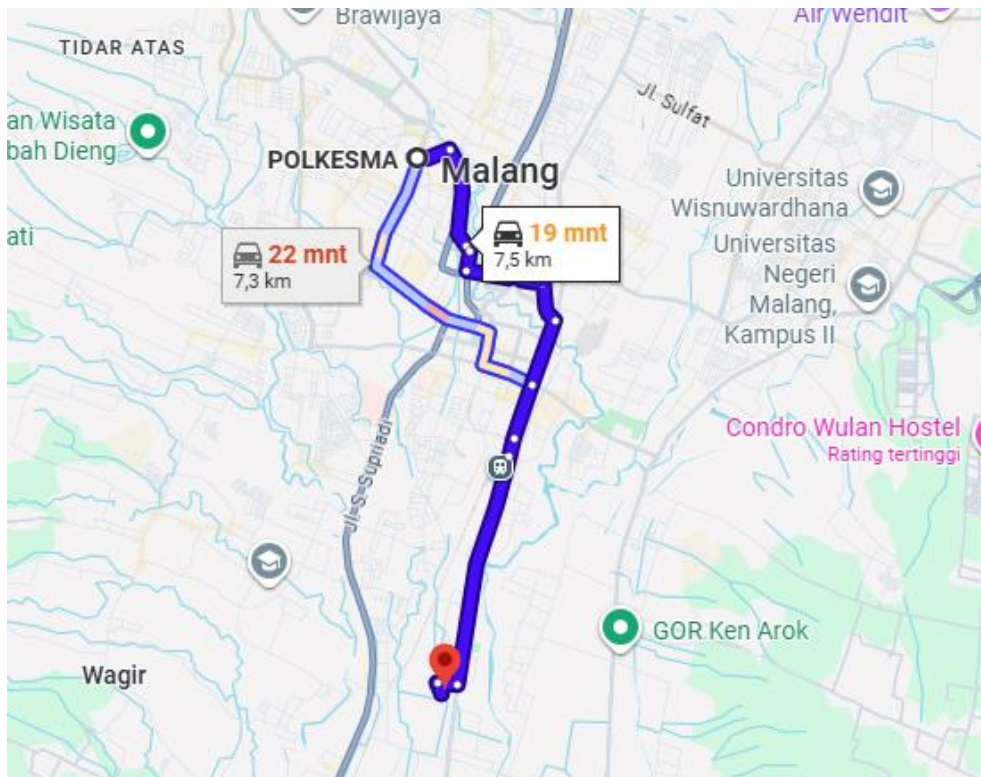 Brawijaya
Air Wendit
TIDAR ATAS
Jl. Sulfat
an Wisata
bah Dieng
POLKESMA
Malang
Universitas
Wisnuwardhana
ati
22 mnt
7,3 km
19 mnt
7,5 km
Universitas
Negeri
Malang,
Kampus II
Condro Wulan Hostel
Rating tertinggi
Jl. S. Supriadi
GOR Ken Arok
Wagir